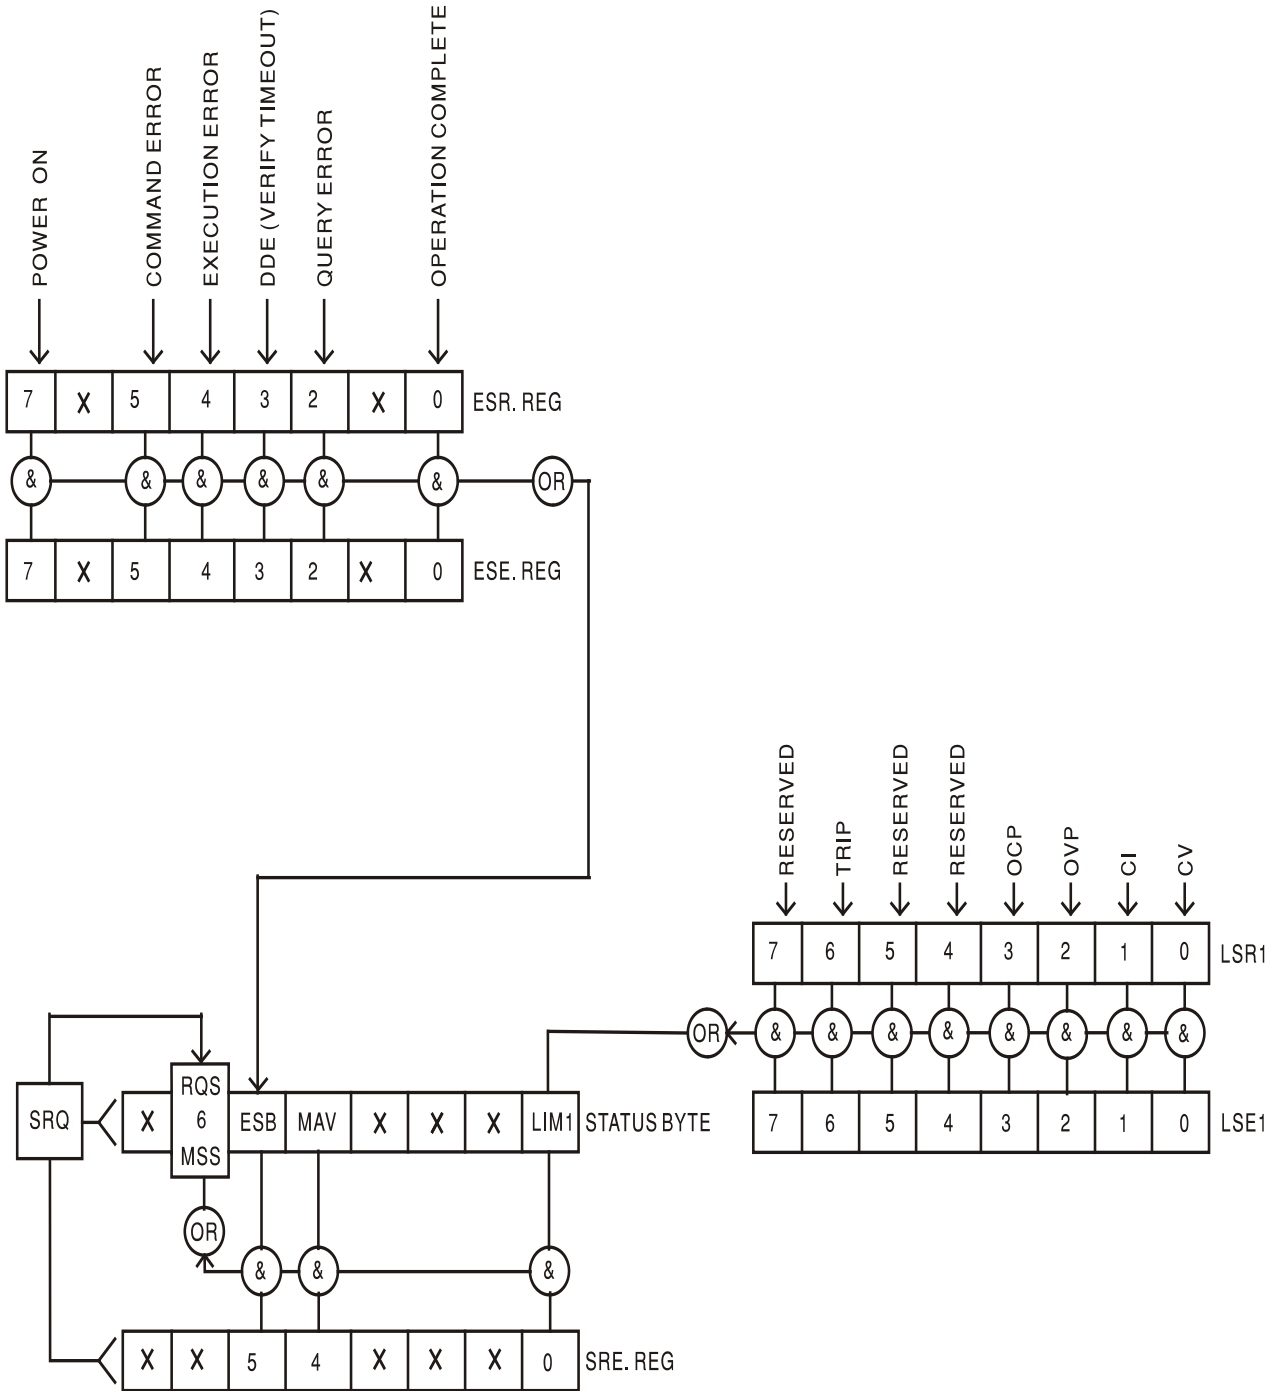 POWER ON
COMMAND ERROR
EXECUTION ERROR
DDE (VERIFY TIMEOUT)
QUERY ERROR
OPERATION COMPLETE
7 X 5 4 3 2 X 0 ESR. REG
& & & & & & OR
7 X 5 4 3 2 X 0 ESE. REG
RESERVED
TRIP
RESERVED
RESERVED
OCP
OVP
CI
CV
7 6 5 4 3 2 1 0 LSR1
OR & & & & & & & &
7 6 5 4 3 2 1 0 LSE1
SRQ
X RQS 6 MSS ESB MAV X X X LIM1 STATUS BYTE
OR
& & &
X X 5 4 X X X 0 SRE. REG